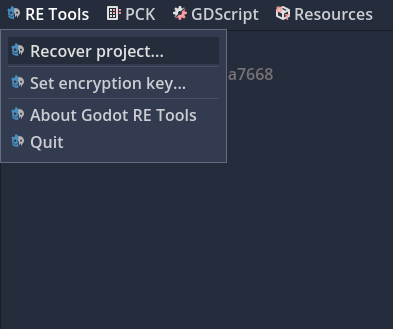 RE Tools PCK GDScript Resources
Recover project...
a7668
Set encryption key...
About Godot RE Tools
Quit